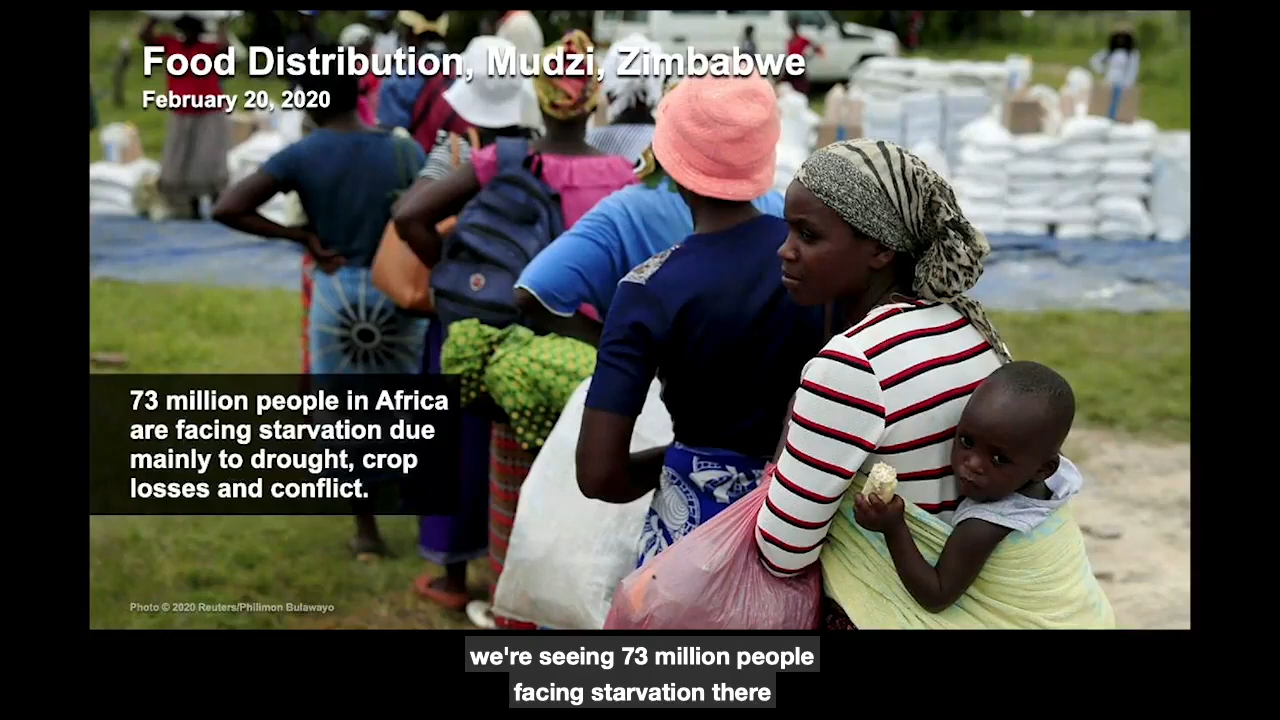 Food Distribution, Mudzi, Zimbabwe
February 20, 2020
73 million people in Africa
are facing starvation due
mainly to drought, crop
losses and conflict.
Photo © 2020 Reuters/Philimon Bulawayo
we're seeing 73 million people
facing starvation there